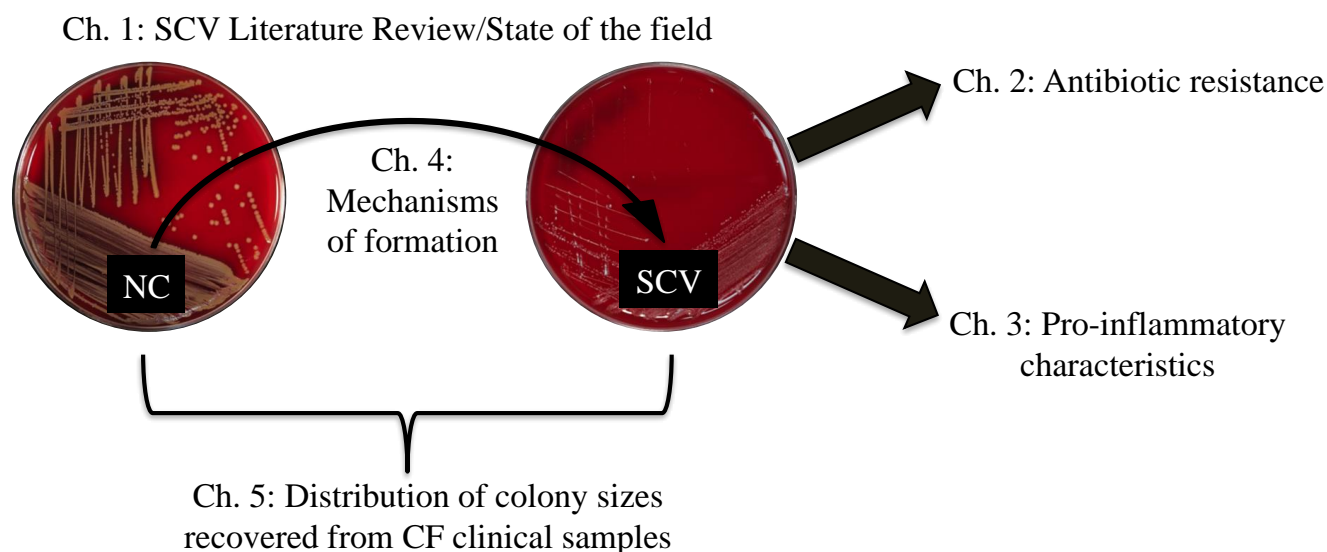 Ch. 1: SCV Literature Review/State of the field
Ch. 2: Antibiotic resistance
Ch. 4:
Mechanisms
of formation
NC
SCV
Ch. 3: Pro-inflammatory
characteristics
Ch. 5: Distribution of colony sizes
recovered from CF clinical samples